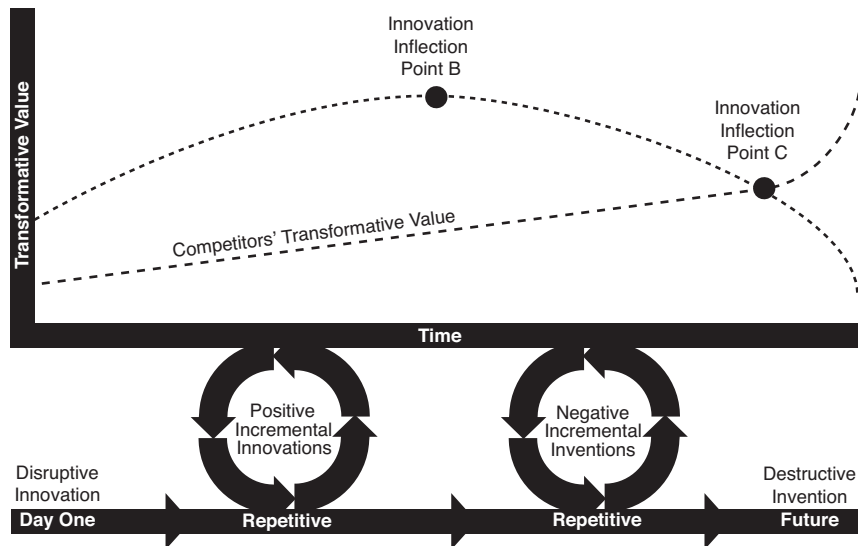 Innovation
Inflection
Point B
Innovation
Inflection
Point C
Transformative Value
Competitors’ Transformative Value
Time
Positive
Incremental
Innovations
Negative
Incremental
Inventions
Disruptive
Innovation
Destructive
Invention
Day One
Repetitive
Repetitive
Future